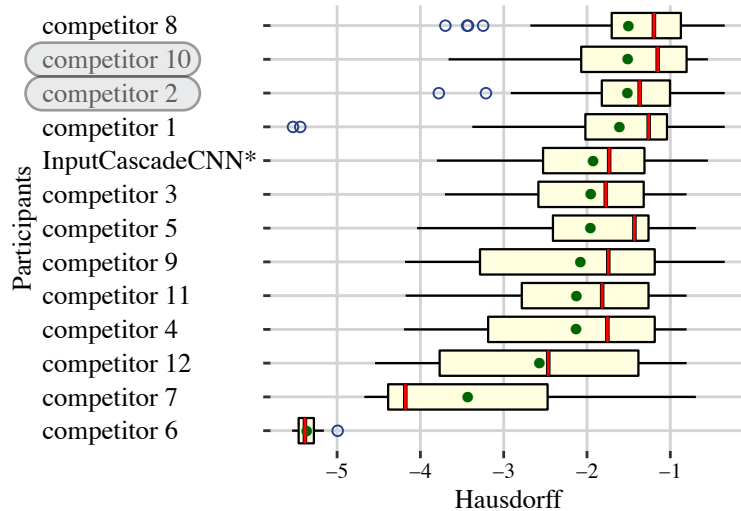 competitor 8
competitor 10
competitor 2
competitor 1
InputCascadeCNN*
competitor 3
competitor 5
competitor 9
competitor 11
competitor 4
competitor 12
competitor 7
competitor 6
Participants
−5 −4 −3 −2 −1
Hausdorff